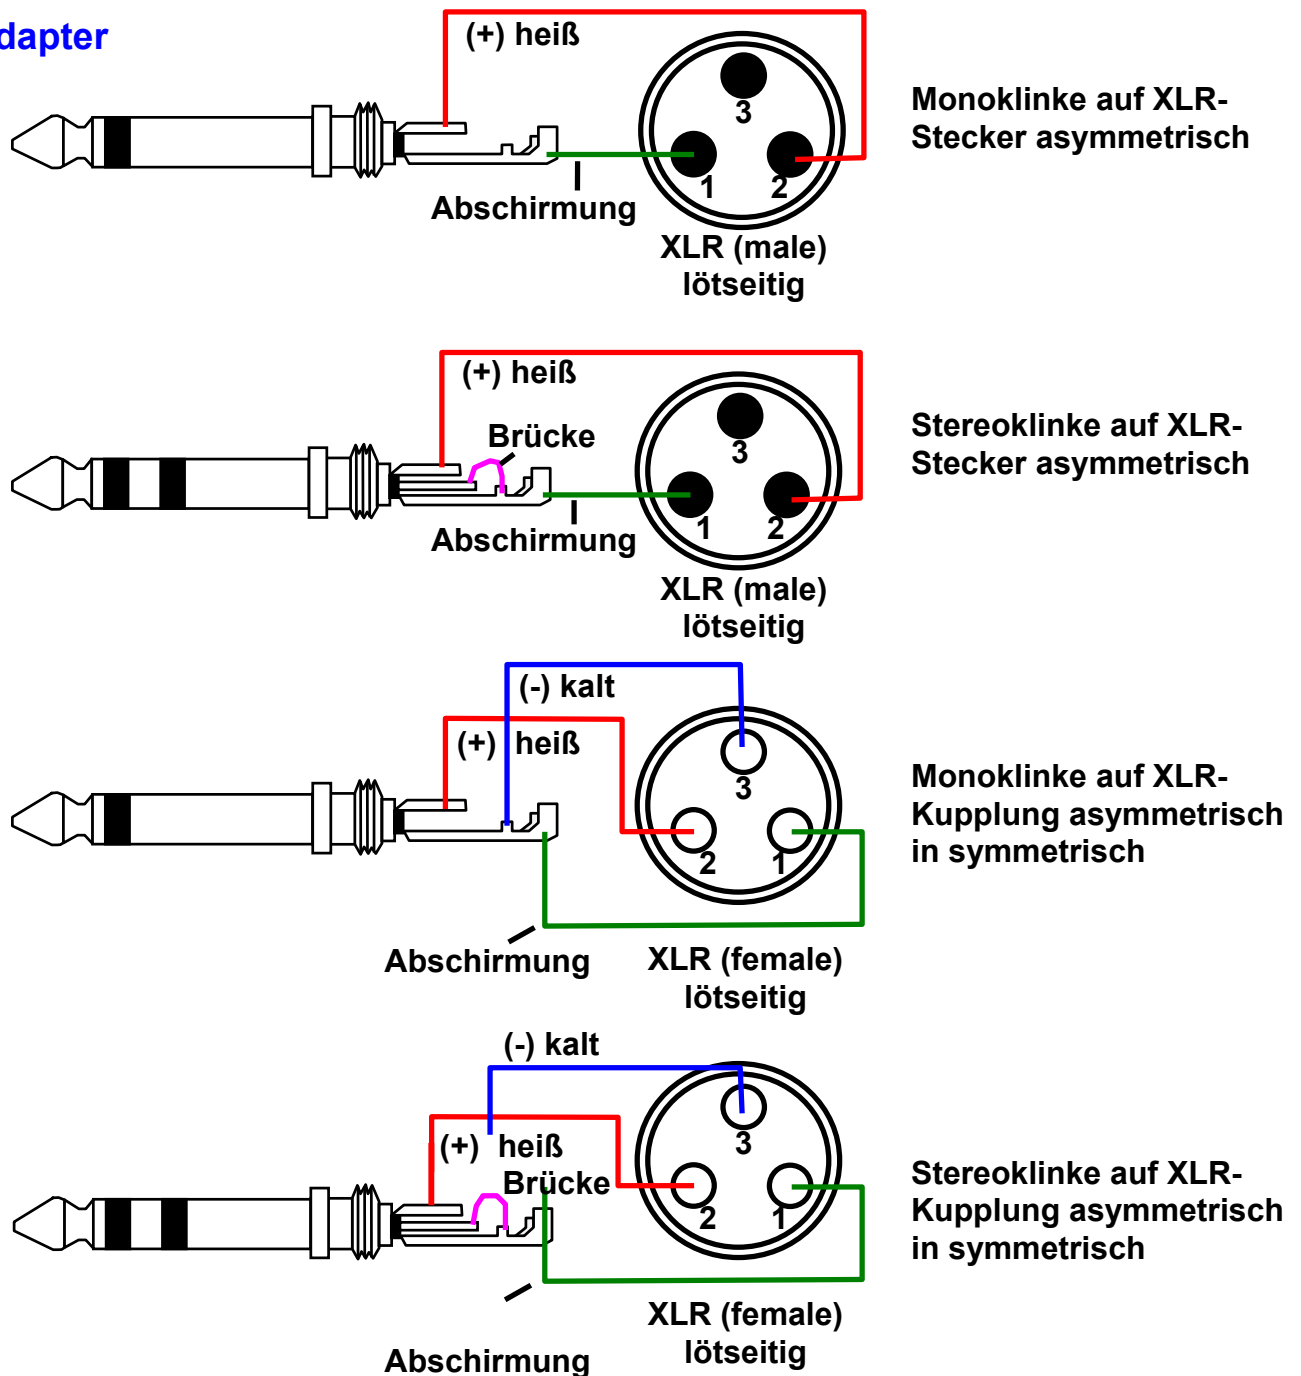 dapter
(+) heiß
3
1
2
Abschirmung
XLR (male)
lötseitig
Monoklinke auf XLR-
Stecker asymmetrisch
(+) heiß
Brücke
3
1
2
Abschirmung
XLR (male)
lötseitig
Stereoklinke auf XLR-
Stecker asymmetrisch
(-) kalt
(+) heiß
3
2
1
Abschirmung
XLR (female)
lötseitig
Monoklinke auf XLR-
Kupplung asymmetrisch
in symmetrisch
(-) kalt
(+) heiß
Brücke
3
2
1
Abschirmung
XLR (female)
lötseitig
Stereoklinke auf XLR-
Kupplung asymmetrisch
in symmetrisch